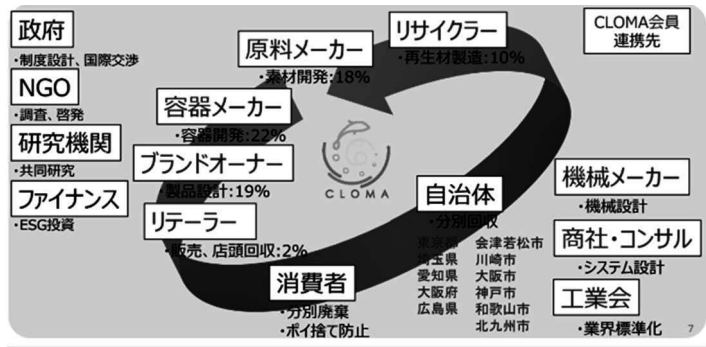 政府
・制度設計、国際交渉
NGO
・調査、啓発
研究機関
・共同研究
ファイナンス
・ESG投資
原料メーカー
・素材開発:18%
リサイクラー
・再生材製造:10%
CLOMA会員
連携先
容器メーカー
・容器開発:22%
ブランドオーナー
・製品設計:19%
リテーラー
・販売、店頭回収:2%
CLOMA
消費者
・分別廃棄
・ポイ捨て防止
自治体
・分別回収
東京都 会津若松市
埼玉県 川崎市
愛知県 大阪市
大阪府 神戸市
広島県 和歌山市
北九州市
機械メーカー
・機械設計
商社・コンサル
・システム設計
工業会
・業界標準化
7